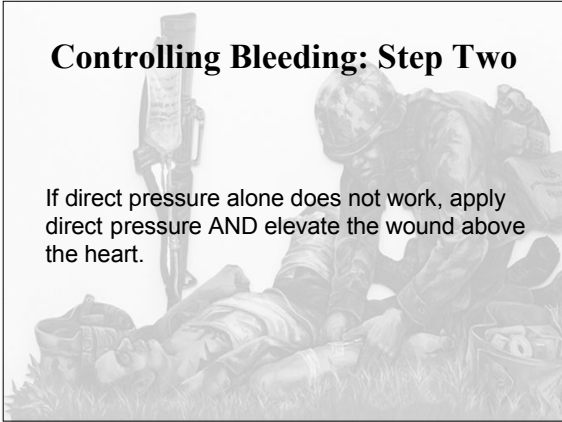 Controlling Bleeding: Step Two
If direct pressure alone does not work, apply
direct pressure AND elevate the wound above
the heart.